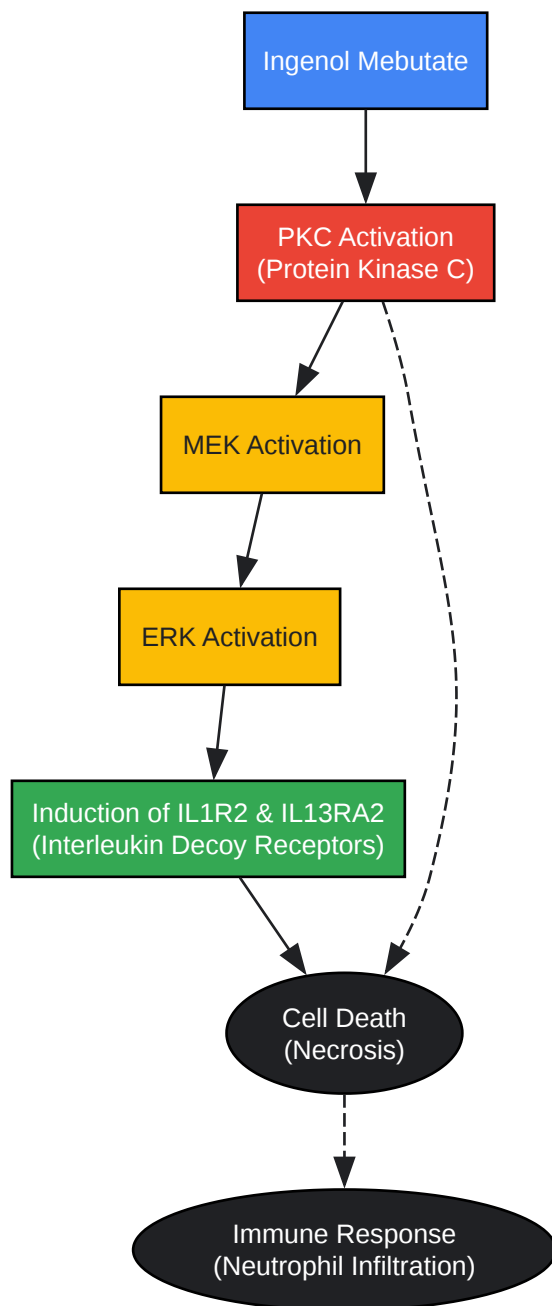 Ingenol Mebutate
PKC Activation
(Protein Kinase C)
MEK Activation
ERK Activation
Induction of IL1R2 & IL13RA2
(Interleukin Decoy Receptors)
Cell Death
(Necrosis)
Immune Response
(Neutrophil Infiltration)